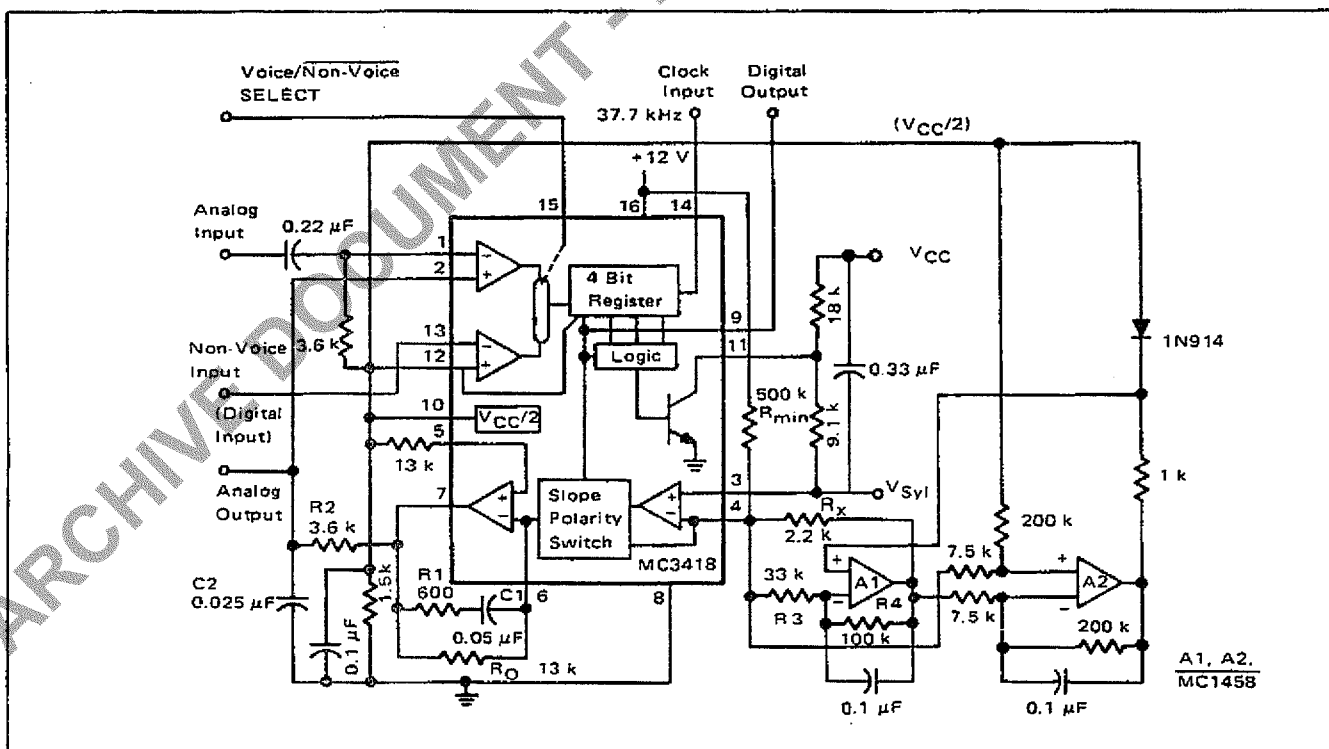 ARCHIVE DOCUMENT -
Voice/Non-Voice
SELECT
Clock
Input
37.7 kHz
Digital
Output
(VCC/2)
+12 V
15
16
14
Analog
Input
0.22 µF
1
2
4 Bit
Register
VCC
18 k
9
13
12
Logic
11
1N914
Non-Voice
Input
3.6 k
0.33 µF
(Digital
Input)
500 k
Rmin
9.1 k
10
VCC/2
5
13 k
3
VSyl
1 k
Analog
Output
7
Slope
Polarity
Switch
4
Rx
2.2 k
200 k
R2
3.6 k
MC3418
7.5 k
A1
A2
C2
0.025 µF
1.5 k
R1
600
C1
6
8
33 k
R3
R4
7.5 k
100 k
200 k
0.1 µF
0.05 µF
RO
13 k
A1, A2,
MC1458
0.1 µF
0.1 µF